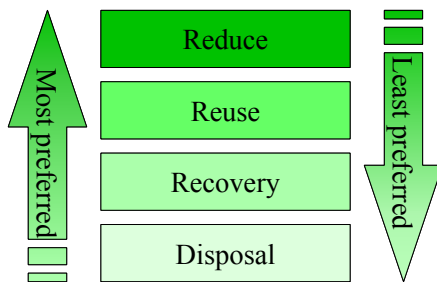 Most preferred
Reduce
Reuse
Recovery
Disposal
Least preferred